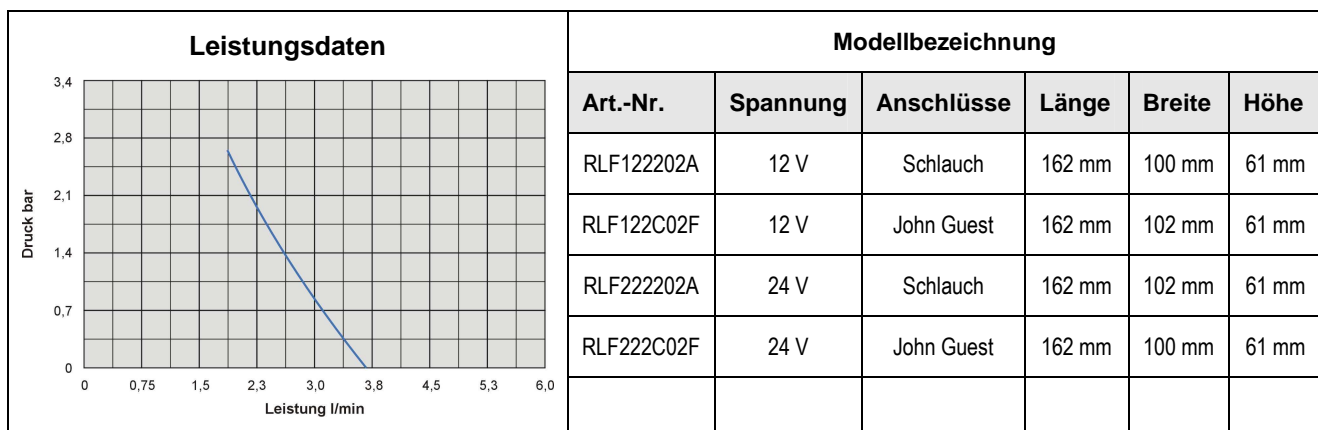 Leistungsdaten
3,4
2,8
2,1
1,4
0,7
0
Druck bar
0 0,75 1,5 2,3 3,0 3,8 4,5 5,3 6,0
Leistung l/min
Modellbezeichnung
Art.-Nr. Spannung Anschlüsse Länge Breite Höhe
RLF122202A 12 V Schlauch 162 mm 100 mm 61 mm
RLF122C02F 12 V John Guest 162 mm 102 mm 61 mm
RLF222202A 24 V Schlauch 162 mm 102 mm 61 mm
RLF222C02F 24 V John Guest 162 mm 100 mm 61 mm